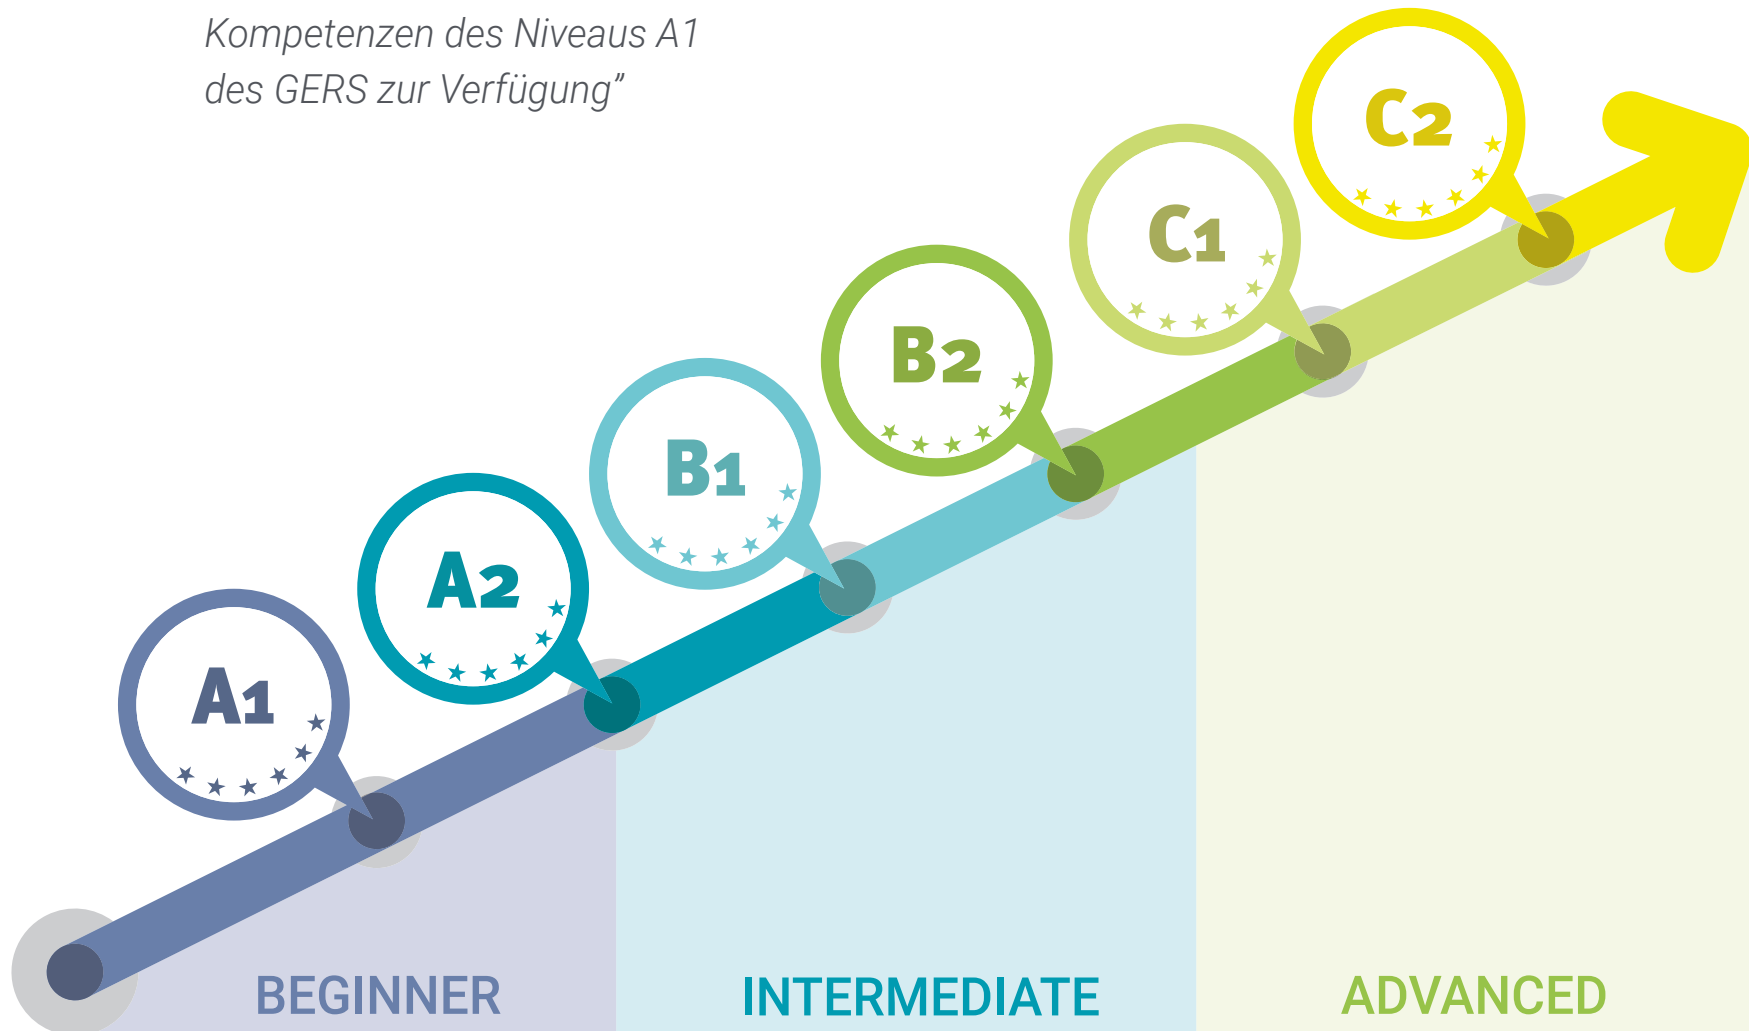 Kompetenzen des Niveaus A1
des GERS zur Verfügung”
C2
C1
B2
B1
A2
A1
BEGINNER
INTERMEDIATE
ADVANCED